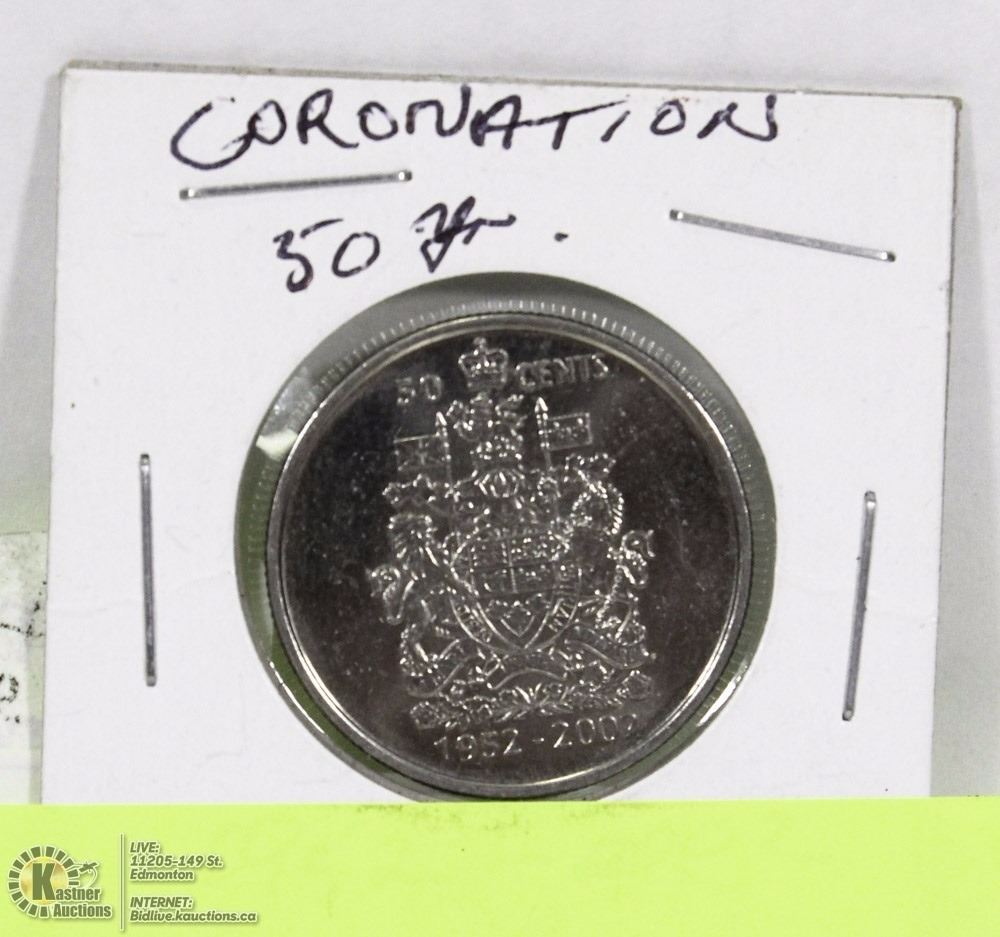 CORONATION
50 yr.
50 CENTS
1952 - 2002
Kastner
Auctions
LIVE:
11205-149 St.
Edmonton
INTERNET:
Bidlive.kauctions.ca